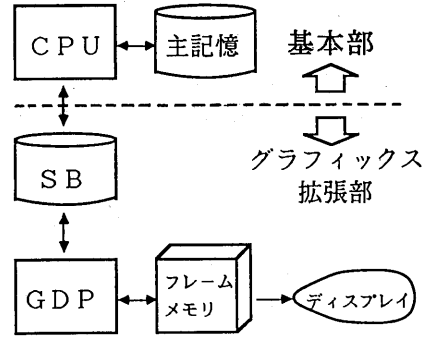 ＣＰＵ
主記憶
基本部
ＳＢ
グラフィックス
拡張部
ＧＤＰ
フレーム
メモリ
ディスプレイ